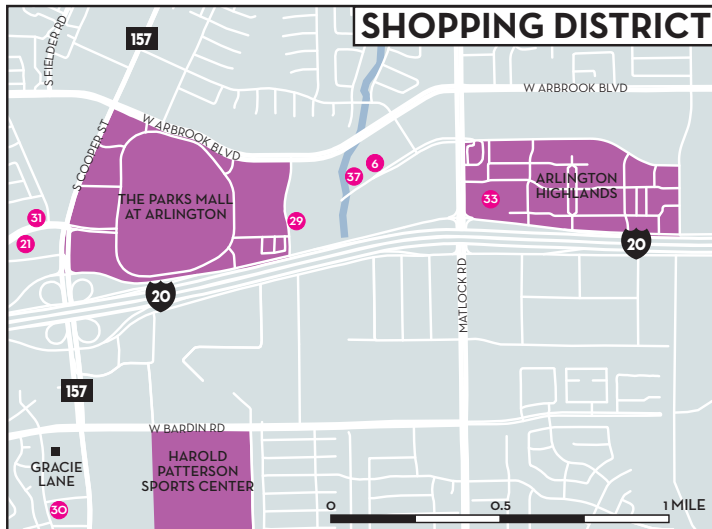 SHOPPING DISTRICT
S FIELDER RD
157
W ARBROOK BLVD
W ARBROOK BLVD
S COOPER ST
6
37
THE PARKS MALL
AT ARLINGTON
ARLINGTON
HIGHLANDS
33
31
29
21
20
20
MATLOCK RD
157
W BARDIN RD
GRACIE
LANE
HAROLD
PATTERSON
SPORTS CENTER
30
0 0.5 1 MILE